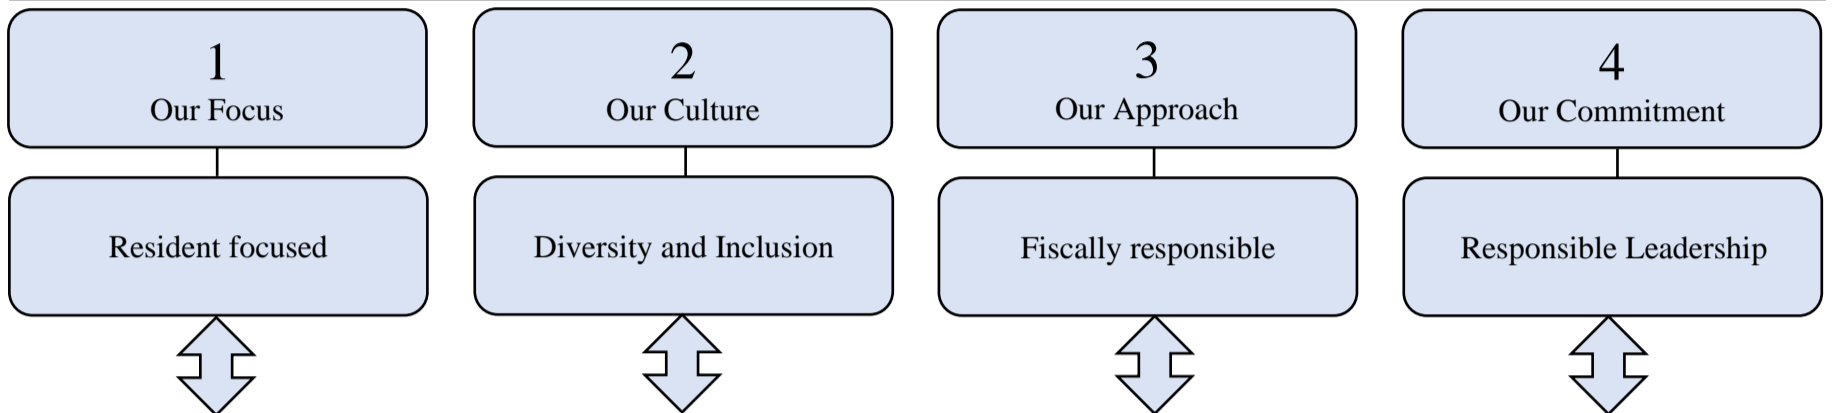 1
Our Focus
2
Our Culture
3
Our Approach
4
Our Commitment
Resident focused
Diversity and Inclusion
Fiscally responsible
Responsible Leadership